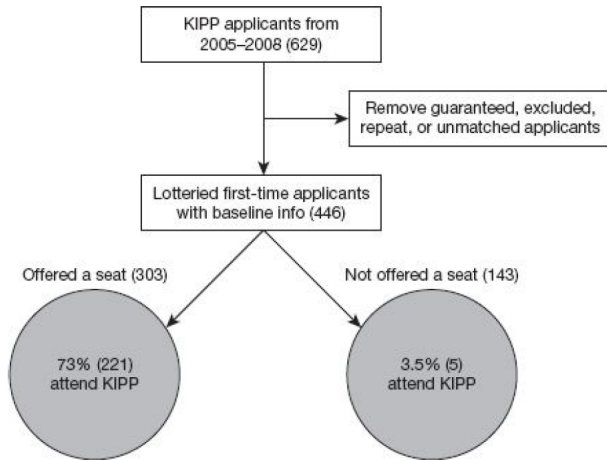 KIPP applicants from
2005–2008 (629)
Remove guaranteed, excluded,
repeat, or unmatched applicants
Lotteried first-time applicants
with baseline info (446)
Offered a seat (303)
Not offered a seat (143)
73% (221)
attend KIPP
3.5% (5)
attend KIPP